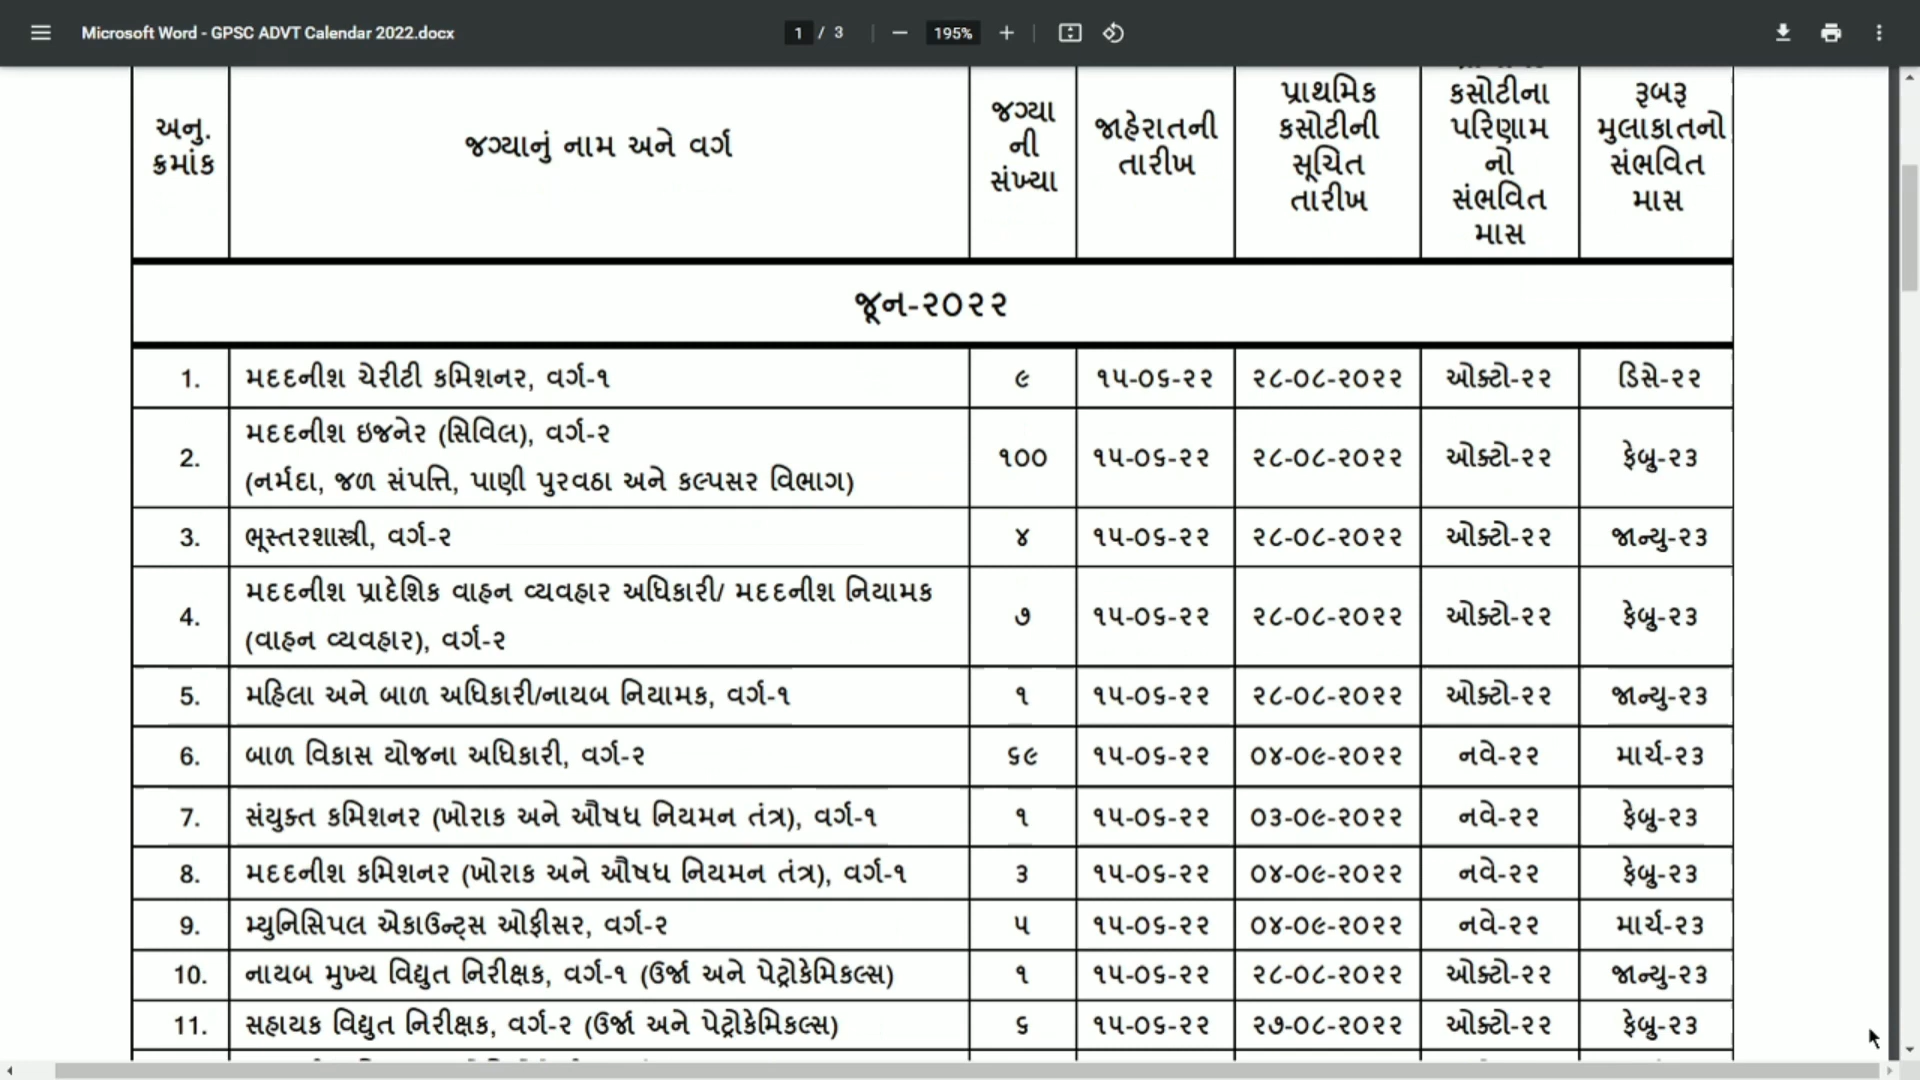 Microsoft Word - GPSC ADVT Calendar 2022.docx
1 / 3
195%
અનુ. ક્રમાંક
જગ્યાનું નામ અને વર્ગ
જગ્યા ની સંખ્યા
જાહેરાતની તારીખ
પ્રાથમિક કસોટીની સૂચિત તારીખ
કસોટીના પરિણામ નો સંભવિત માસ
રૂબરૂ મુલાકાતનો સંભવિત માસ
જૂન-૨૦૨૨
1. મદદનીશ ચેરીટી કમિશનર, વર્ગ-૧ ૯ ૧૫-૦૬-૨૨ ૨૮-૦૮-૨૦૨૨ ઓક્ટો-૨૨ ડિસે-૨૨
2. મદદનીશ ઇજનેર (સિવિલ), વર્ગ-૨
(નર્મદા, જળ સંપત્તિ, પાણી પુરવઠા અને કલ્પસર વિભાગ) ૧૦૦ ૧૫-૦૬-૨૨ ૨૮-૦૮-૨૦૨૨ ઓક્ટો-૨૨ ફેબ્રુ-૨૩
3. ભૂસ્તરશાસ્ત્રી, વર્ગ-૨ ૪ ૧૫-૦૬-૨૨ ૨૮-૦૮-૨૦૨૨ ઓક્ટો-૨૨ જાન્યુ-૨૩
4. મદદનીશ પ્રાદેશિક વાહન વ્યવહાર અધિકારી/ મદદનીશ નિયામક
(વાહન વ્યવહાર), વર્ગ-૨ ૭ ૧૫-૦૬-૨૨ ૨૮-૦૮-૨૦૨૨ ઓક્ટો-૨૨ ફેબ્રુ-૨૩
5. મહિલા અને બાળ અધિકારી/નાયબ નિયામક, વર્ગ-૧ ૧ ૧૫-૦૬-૨૨ ૨૮-૦૮-૨૦૨૨ ઓક્ટો-૨૨ જાન્યુ-૨૩
6. બાળ વિકાસ યોજના અધિકારી, વર્ગ-૨ ૬૯ ૧૫-૦૬-૨૨ ૦૪-૦૯-૨૦૨૨ નવે-૨૨ માર્ચ-૨૩
7. સંયુક્ત કમિશનર (ખોરાક અને ઔષધ નિયમન તંત્ર), વર્ગ-૧ ૧ ૧૫-૦૬-૨૨ ૦૩-૦૯-૨૦૨૨ નવે-૨૨ ફેબ્રુ-૨૩
8. મદદનીશ કમિશનર (ખોરાક અને ઔષધ નિયમન તંત્ર), વર્ગ-૧ ૩ ૧૫-૦૬-૨૨ ૦૪-૦૯-૨૦૨૨ નવે-૨૨ ફેબ્રુ-૨૩
9. મ્યુનિસિપલ એકાઉન્ટ્સ ઓફીસર, વર્ગ-૨ ૫ ૧૫-૦૬-૨૨ ૦૪-૦૯-૨૦૨૨ નવે-૨૨ માર્ચ-૨૩
10. નાયબ મુખ્ય વિદ્યુત નિરીક્ષક, વર્ગ-૧ (ઉર્જા અને પેટ્રોકેમિકલ્સ) ૧ ૧૫-૦૬-૨૨ ૨૮-૦૮-૨૦૨૨ ઓક્ટો-૨૨ જાન્યુ-૨૩
11. સહાયક વિદ્યુત નિરીક્ષક, વર્ગ-૨ (ઉર્જા અને પેટ્રોકેમિકલ્સ) ૬ ૧૫-૦૬-૨૨ ૨૭-૦૮-૨૦૨૨ ઓક્ટો-૨૨ ફેબ્રુ-૨૩